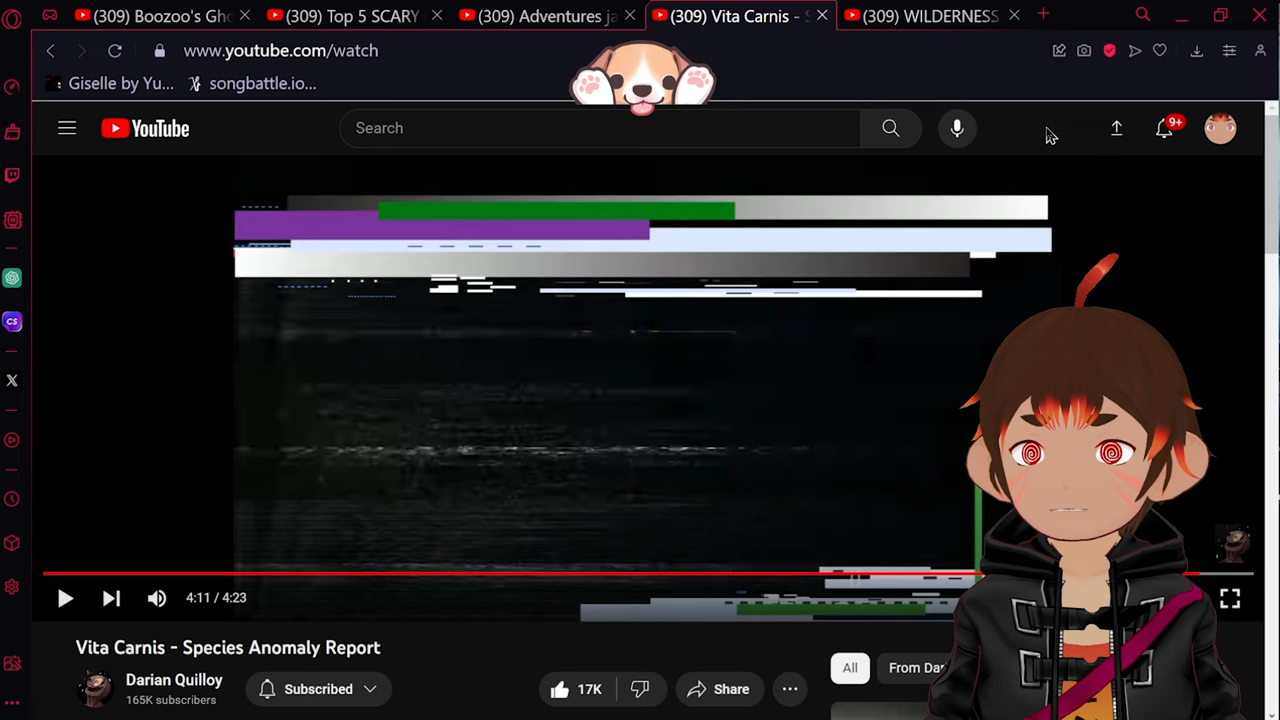 (309) Boozoo's Gh
(309) Top 5 SCARY
(309) Adventures ja
(309) Vita Carnis - S
(309) WILDERNESS
www.youtube.com/watch
Giselle by Yu...
songbattle.io...
YouTube
Search
9+
CS
X
4:11 / 4:23
Vita Carnis - Species Anomaly Report
Darian Quilloy
165K subscribers
Subscribed
17K
Share
All
From Dar